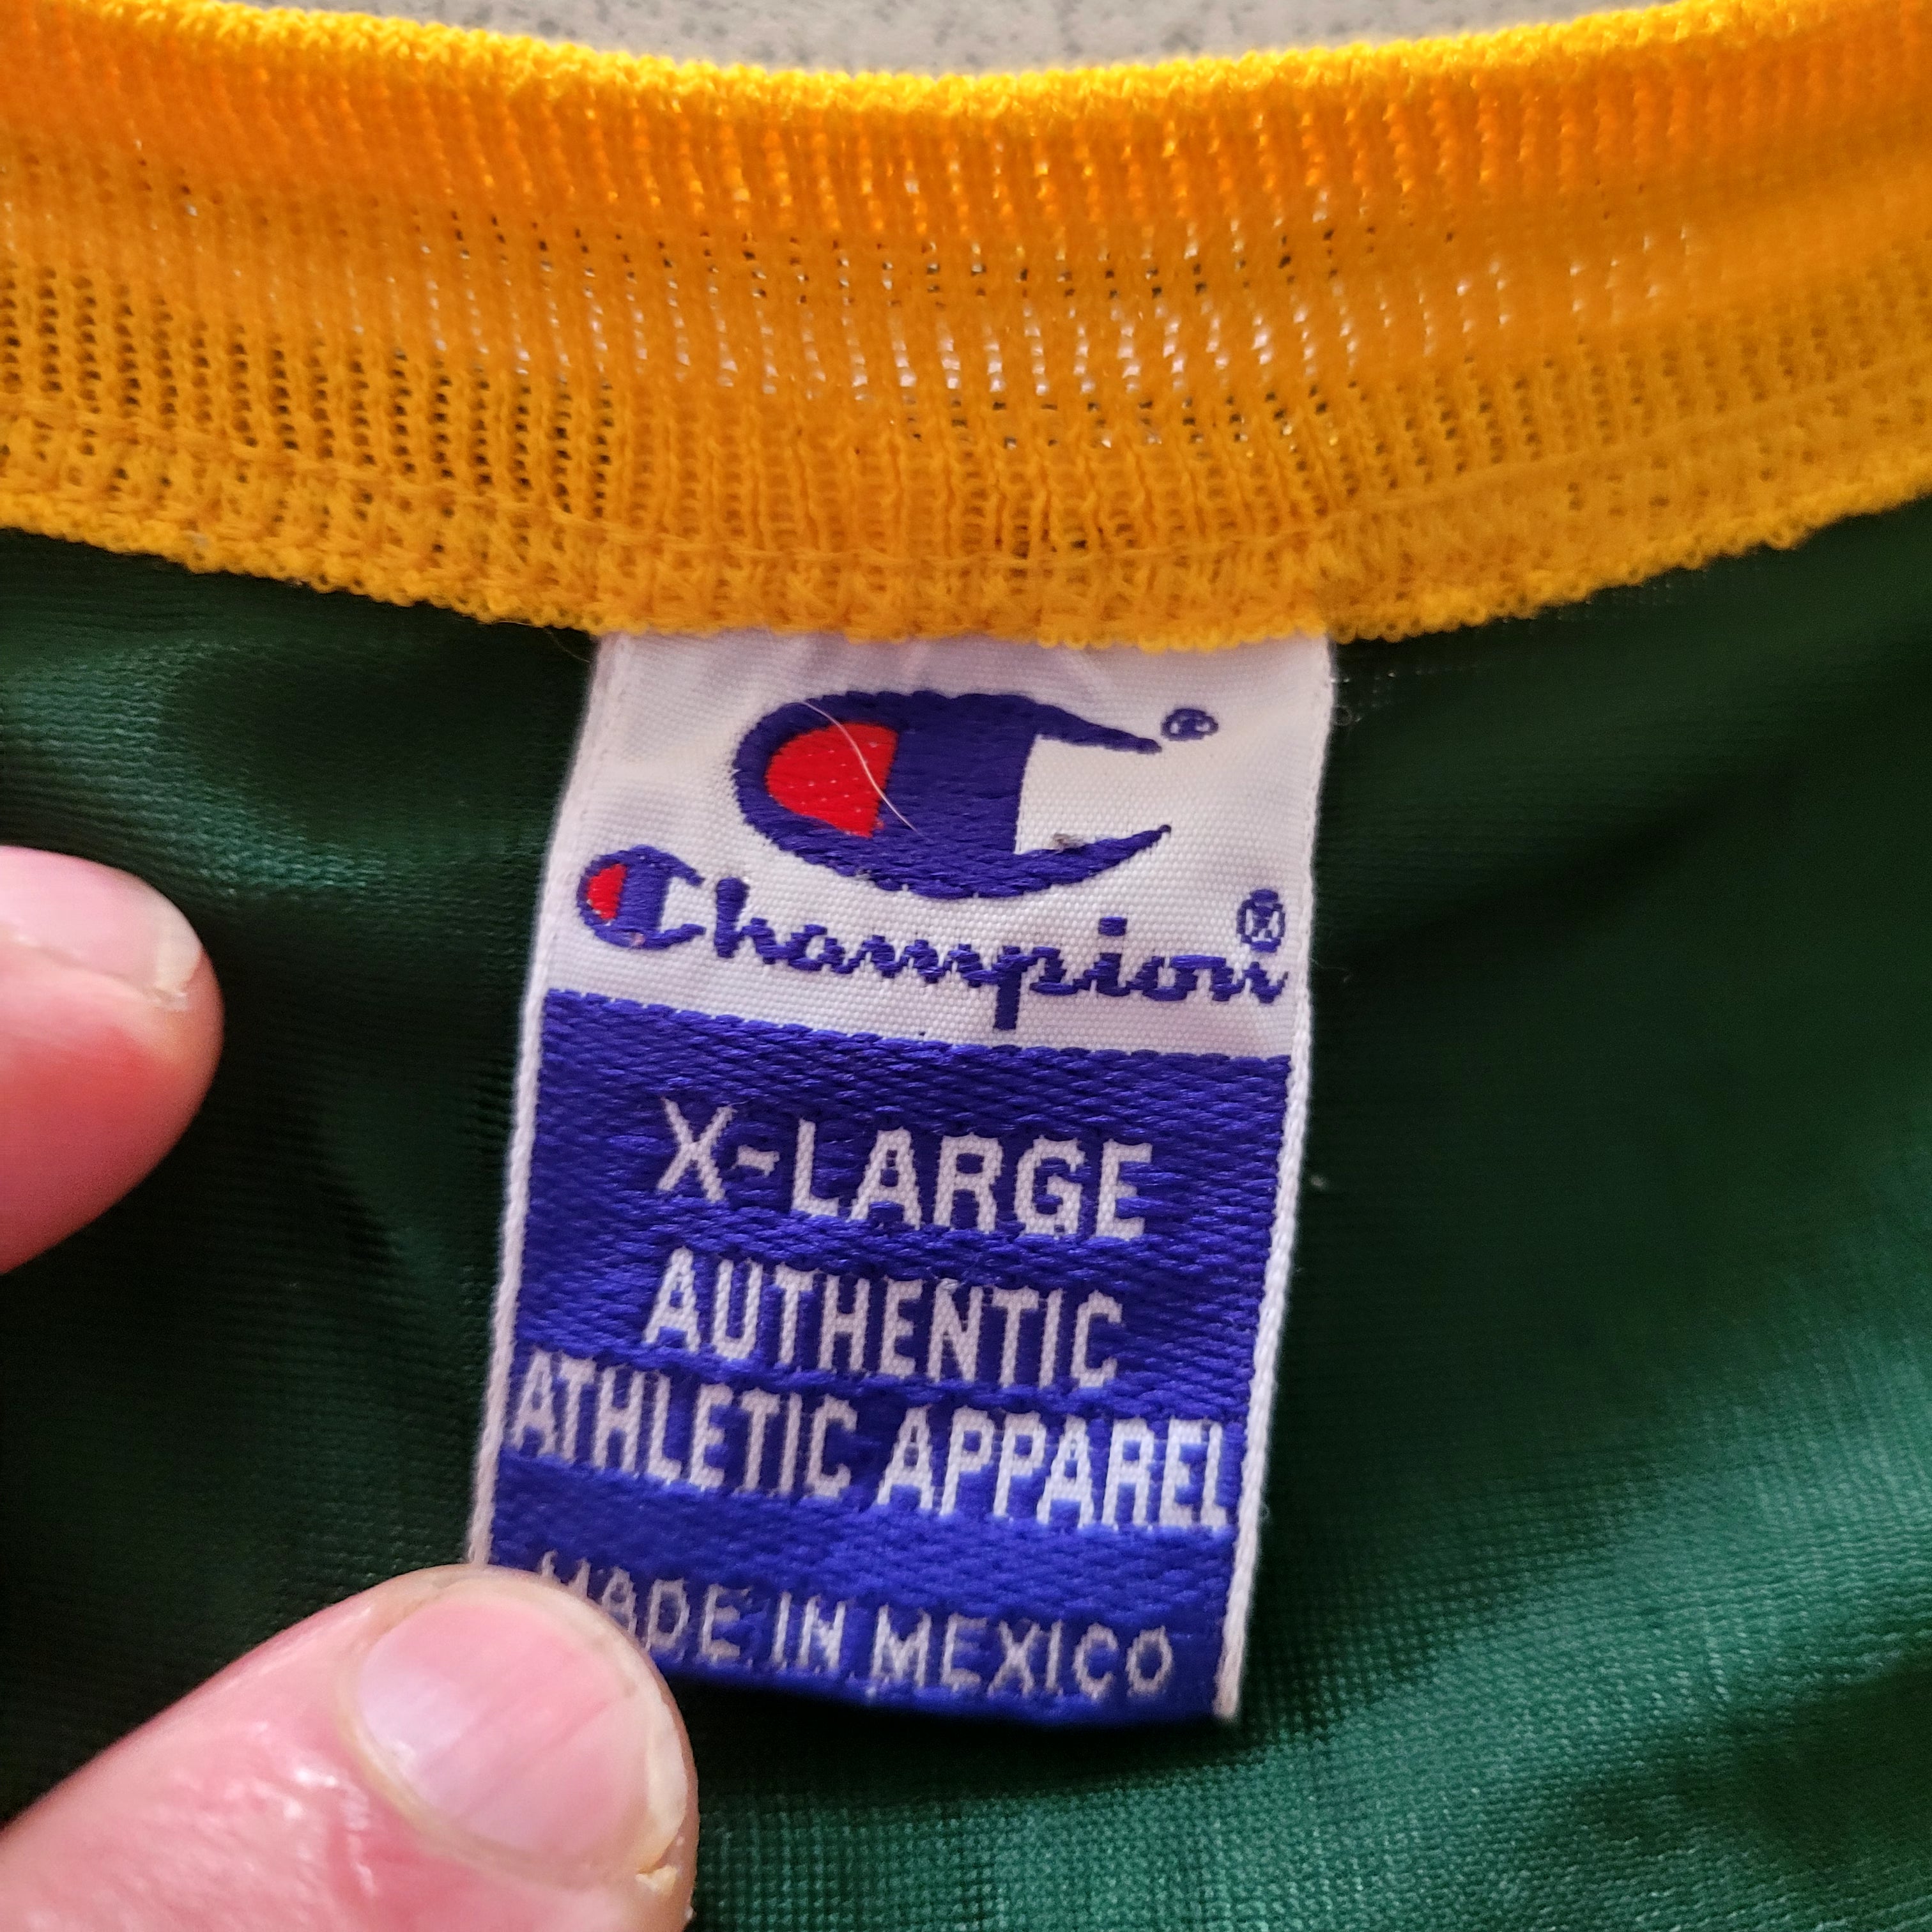 ®
Champion®
X-LARGE
AUTHENTIC
ATHLETIC APPAREL
MADE IN MEXICO